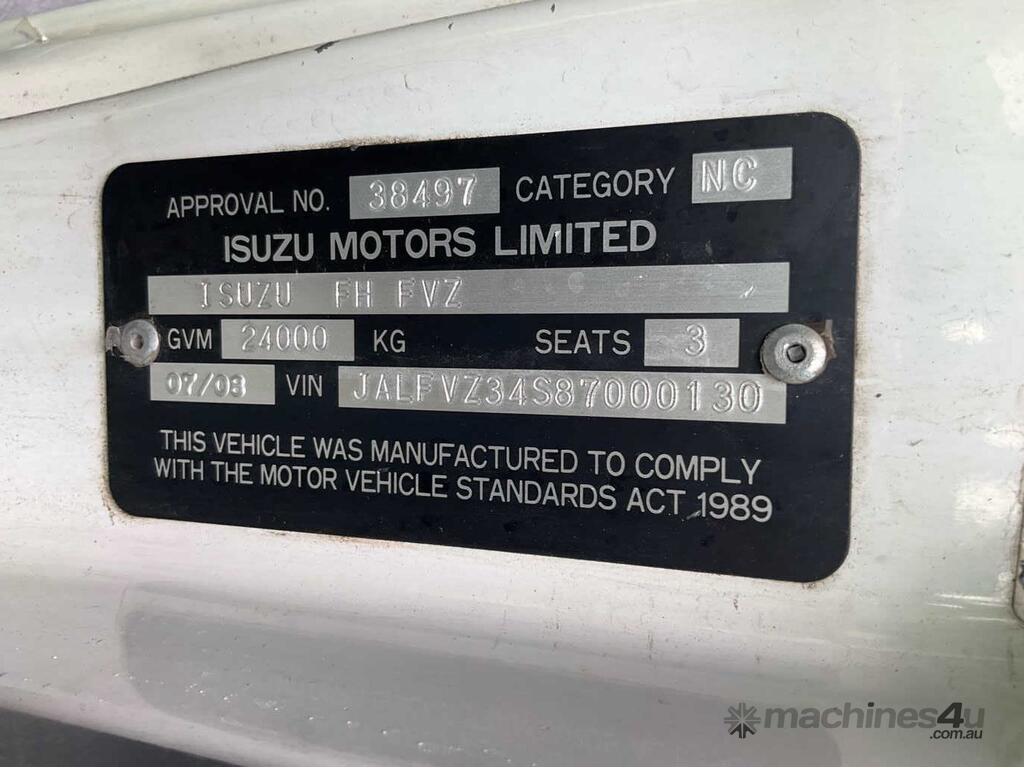 APPROVAL NO. 38497 CATEGORY NC
ISUZU MOTORS LIMITED
ISUZU FH FVZ
GVM 24000 KG SEATS 3
07/08 VIN JALFVZ34S87000130
THIS VEHICLE WAS MANUFACTURED TO COMPLY
WITH THE MOTOR VEHICLE STANDARDS ACT 1989
machines4u
.com.au